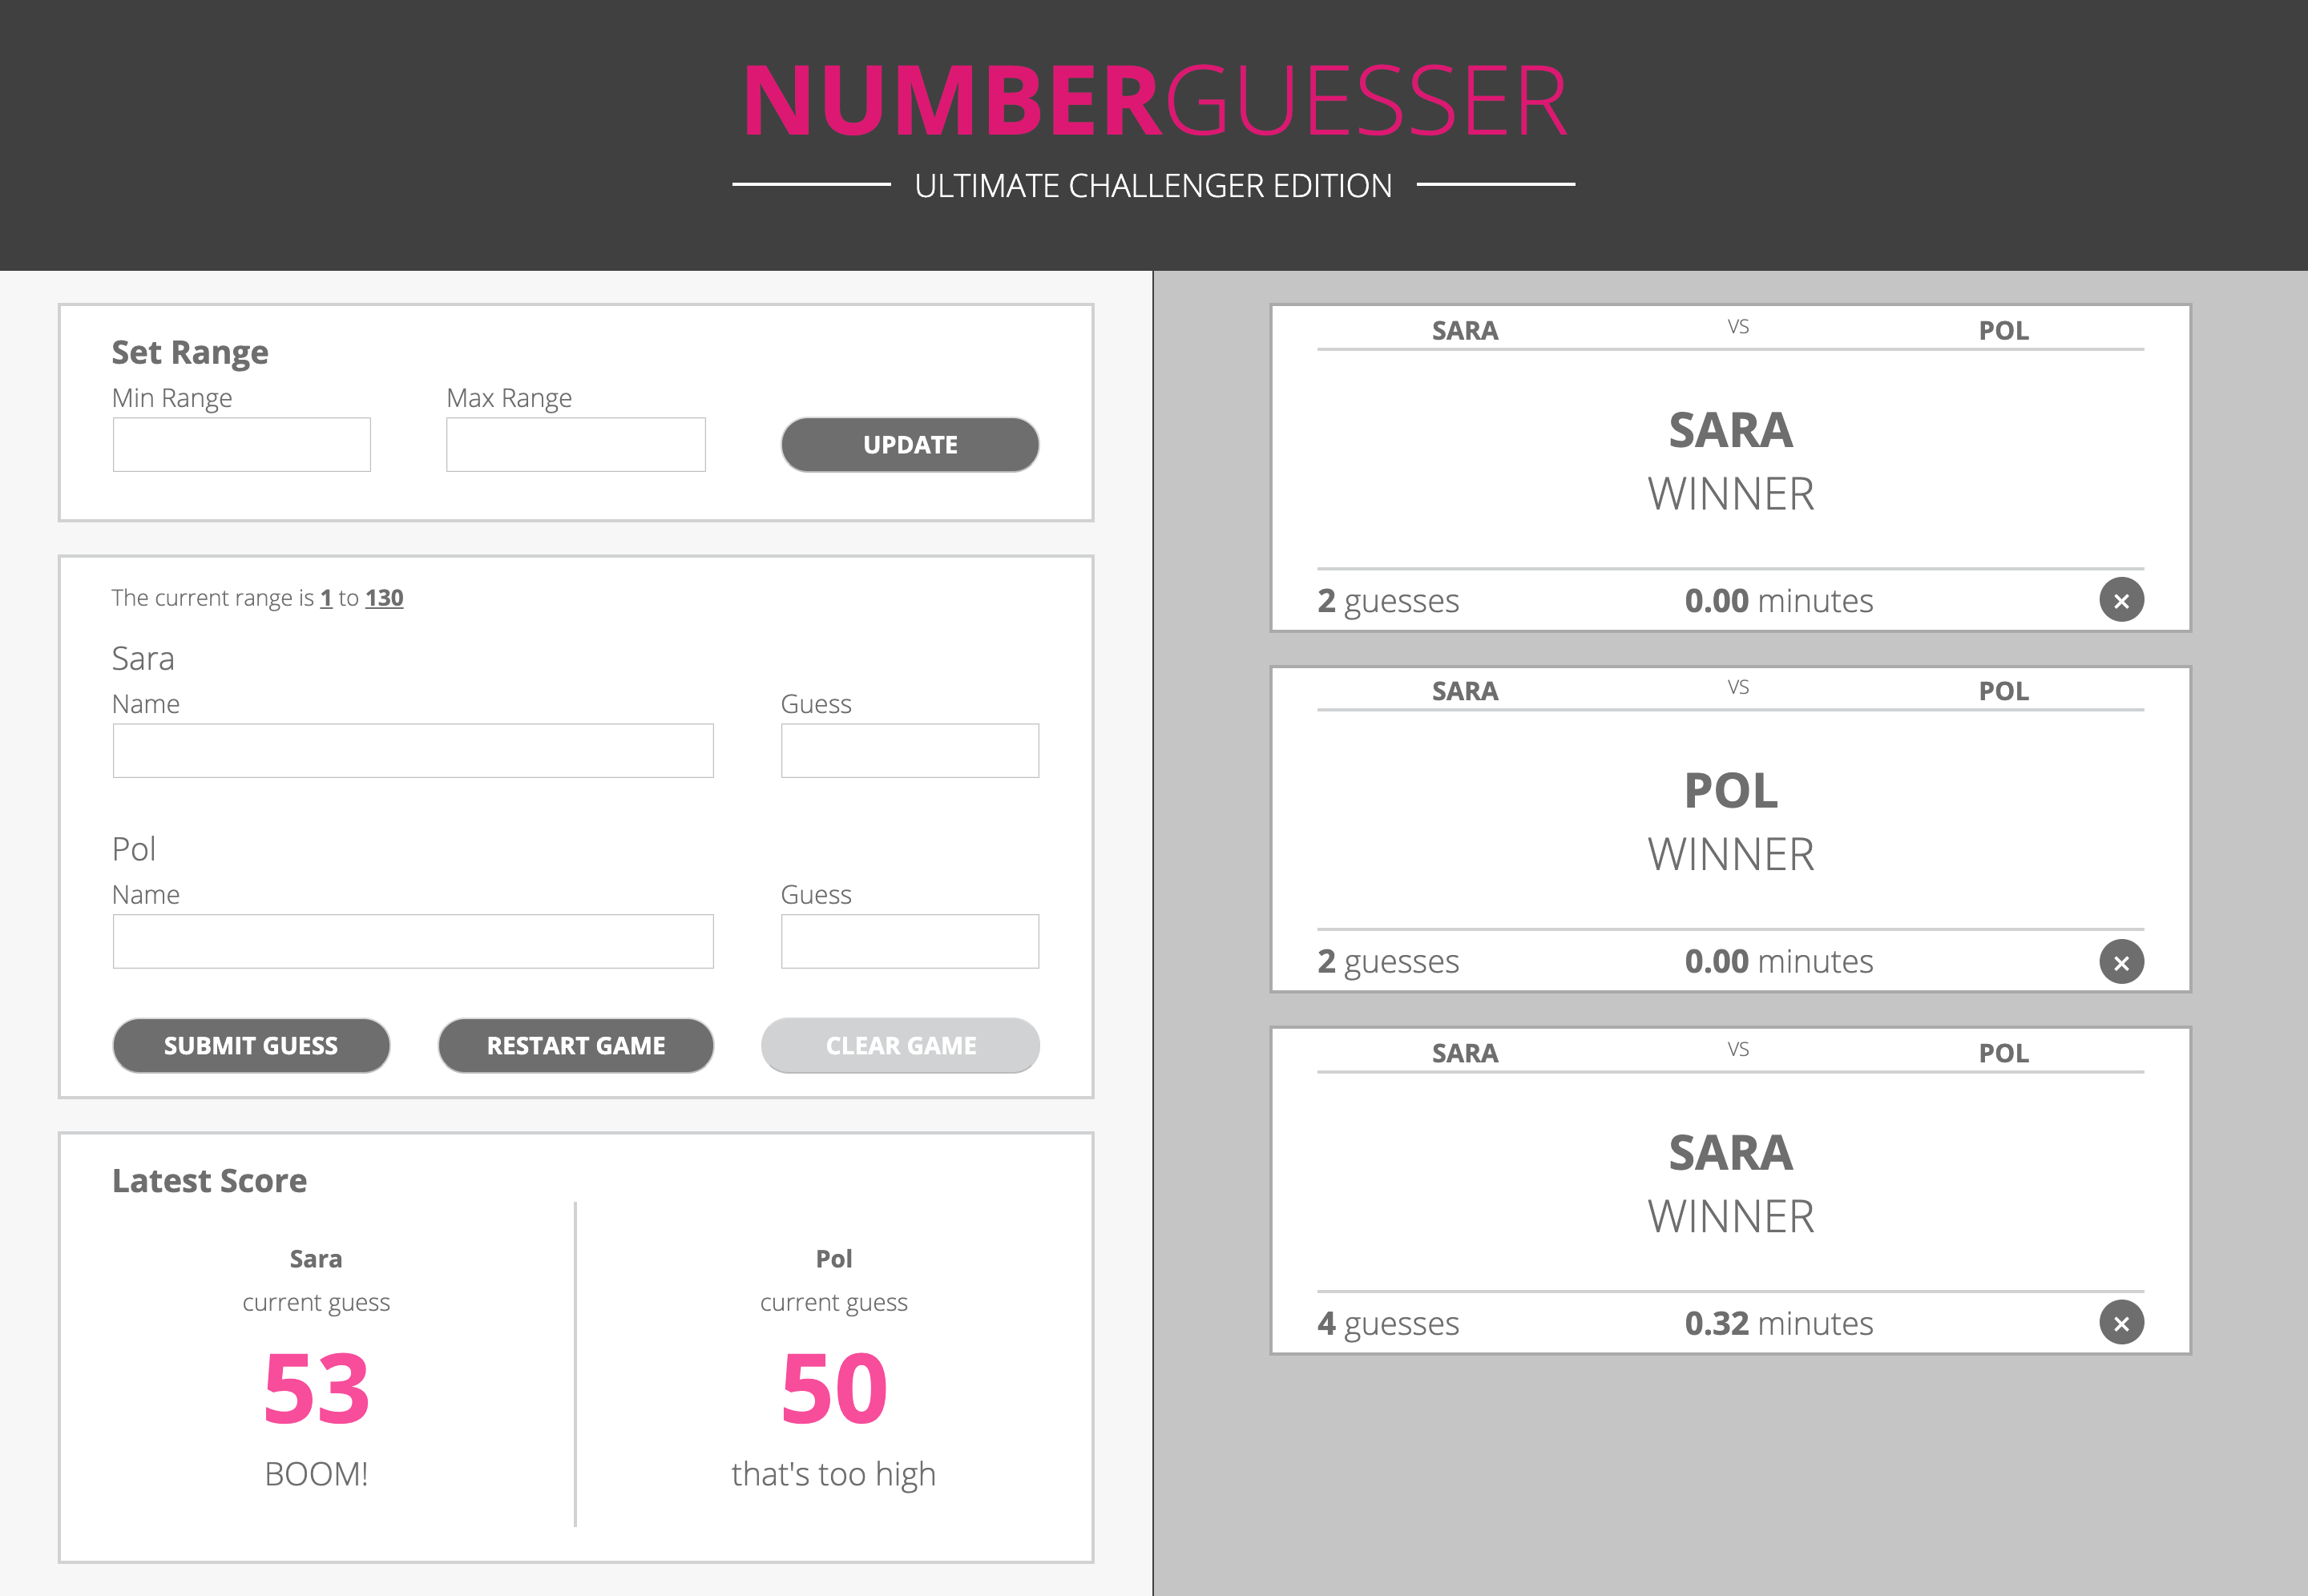 NUMBERGUESSER
ULTIMATE CHALLENGER EDITION
Set Range
Min Range
Max Range
UPDATE
The current range is 1 to 130
Sara
Name
Guess
Pol
Name
Guess
SUBMIT GUESS
RESTART GAME
CLEAR GAME
Latest Score
Sara
current guess
53
BOOM!
Pol
current guess
50
that's too high
SARA VS POL
SARA
WINNER
2 guesses 0.00 minutes ×
SARA VS POL
POL
WINNER
2 guesses 0.00 minutes ×
SARA VS POL
SARA
WINNER
4 guesses 0.32 minutes ×